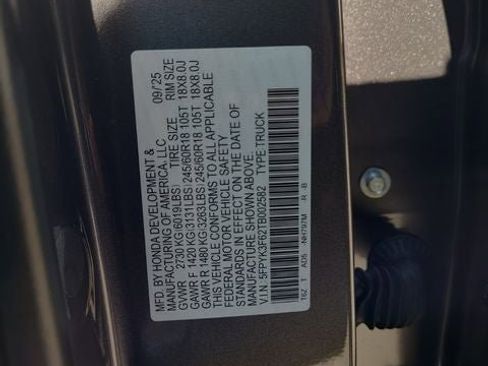 MFD. BY HONDA DEVELOPMENT & 09/25
MANUFACTURING OF AMERICA, LLC
GVWR 2730 KG(6019LBS) TIRE SIZE RIM SIZE
GAWR F 1420 KG(3131LBS)245/60R18 105T 18X8.0J
GAWR R 1480 KG(3263LBS)245/60R18 105T 18X8.0J
THIS VEHICLE CONFORMS TO ALL APPLICABLE
FEDERAL MOTOR VEHICLE SAFETY
STANDARDS IN EFFECT ON THE DATE OF
MANUFACTURE SHOWN ABOVE.
V.I.N. 5FPYK3F62TB002582 TYPE:TRUCK
T6Z T AD5 NH797M -R -B